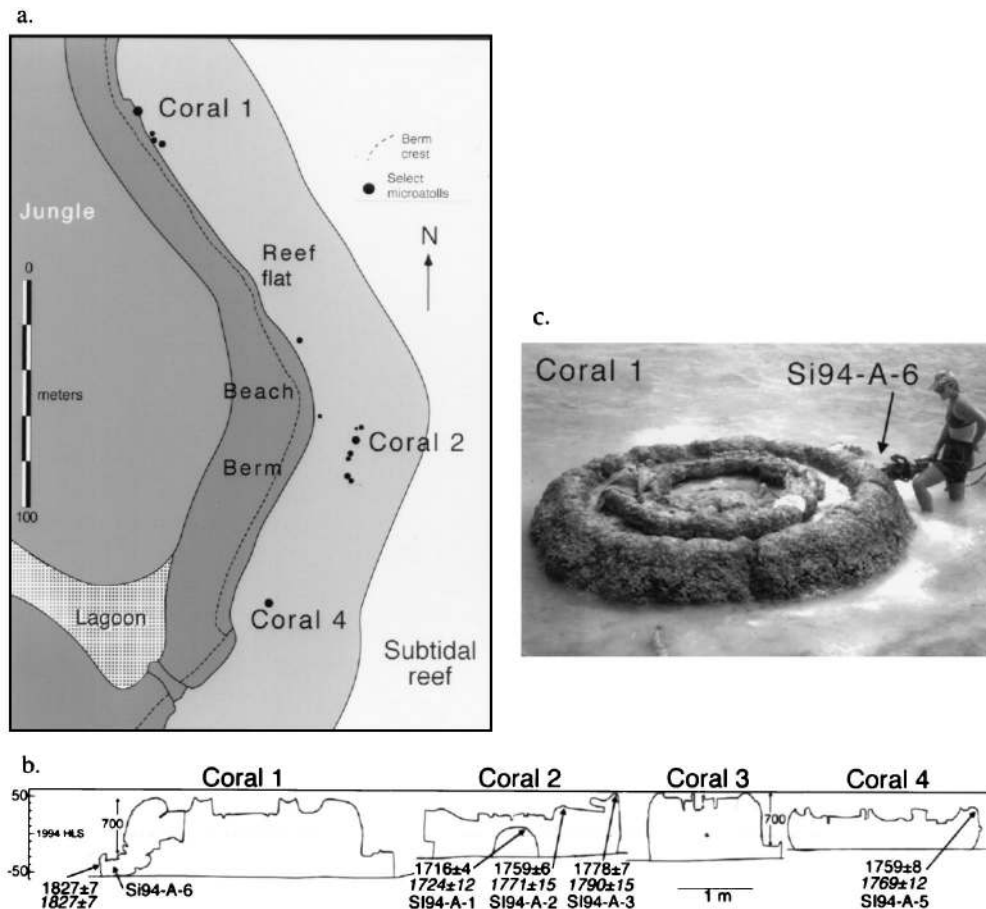 a.
Coral 1
Berm
crest
Select
microatolls
Jungle
N
Reef
flat
0
meters
100
Beach
Coral 2
Berm
Lagoon
Coral 4
Subtidal
reef
c.
Coral 1
Si94-A-6
b.
Coral 1
Coral 2
Coral 3
Coral 4
50
1994 HLS
-50
700
700
1827±7
1827±7
Si94-A-6
1716±4
1724±12
SI94-A-1
1759±6
1771±15
SI94-A-2
1778±7
1790±15
SI94-A-3
1 m
1759±8
1769±12
SI94-A-5